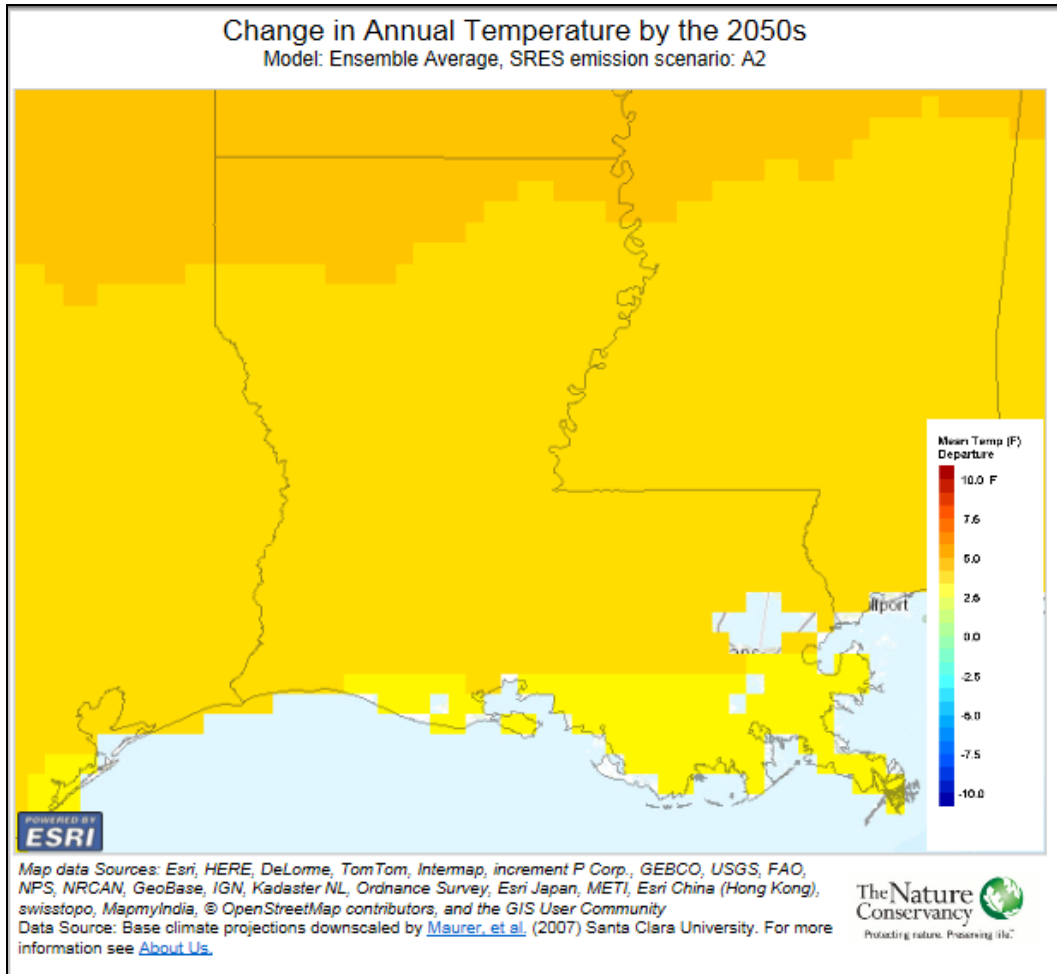 Change in Annual Temperature by the 2050s
Model: Ensemble Average, SRES emission scenario: A2
Mean Temp (F)
Departure
10.0 F
7.5
5.0
2.5
0.0
-2.5
-5.0
-7.5
-10.0
lfport
POWERED BY
ESRI
Map data Sources: Esri, HERE, DeLorme, TomTom, Intermap, increment P Corp., GEBCO, USGS, FAO,
NPS, NRCAN, GeoBase, IGN, Kadaster NL, Ordnance Survey, Esri Japan, METI, Esri China (Hong Kong),
swisstopo, MapmyIndia, © OpenStreetMap contributors, and the GIS User Community
Data Source: Base climate projections downscaled by Maurer, et al. (2007) Santa Clara University. For more
information see About Us.
The Nature
Conservancy
Protecting nature. Preserving life.™